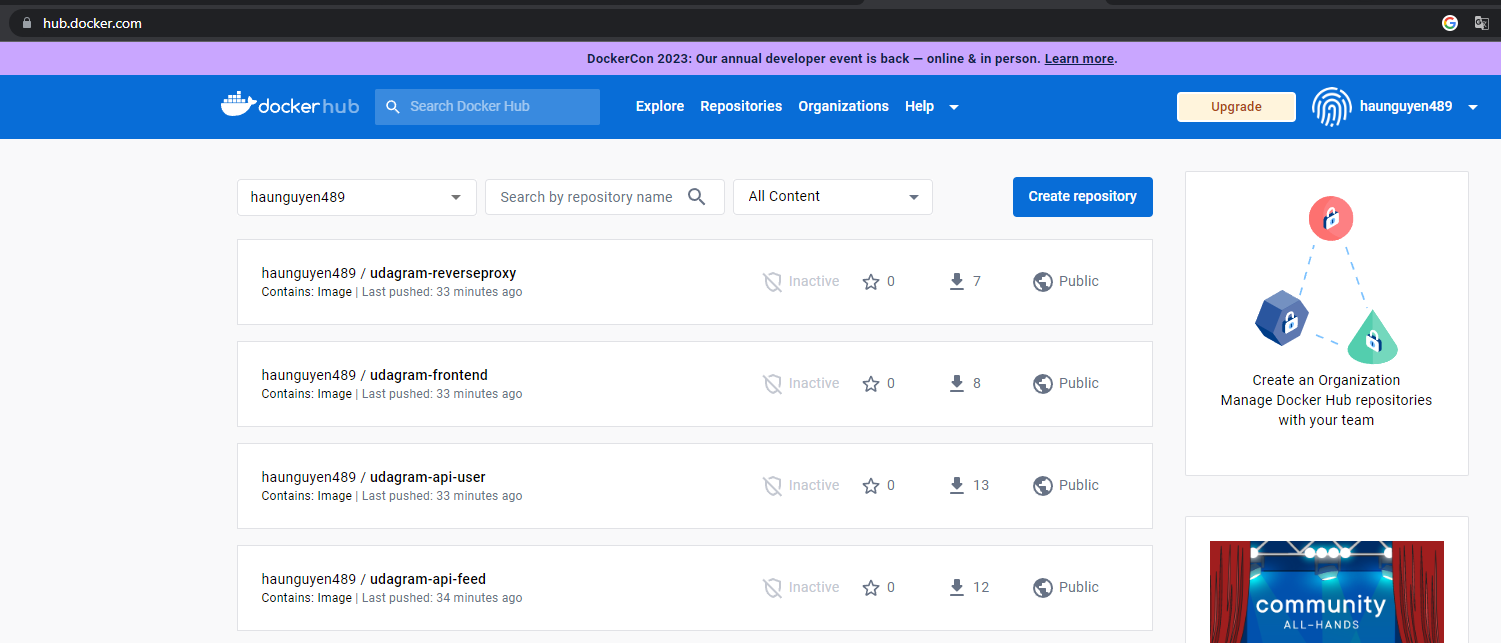 hub.docker.com
DockerCon 2023: Our annual developer event is back — online & in person. Learn more.
docker hub
Search Docker Hub
Explore Repositories Organizations Help
Upgrade
haunguyen489
haunguyen489
Search by repository name
All Content
Create repository
haunguyen489 / udagram-reverseproxy
Contains: Image | Last pushed: 33 minutes ago
Inactive 0 7 Public
haunguyen489 / udagram-frontend
Contains: Image | Last pushed: 33 minutes ago
Inactive 0 8 Public
haunguyen489 / udagram-api-user
Contains: Image | Last pushed: 33 minutes ago
Inactive 0 13 Public
haunguyen489 / udagram-api-feed
Contains: Image | Last pushed: 34 minutes ago
Inactive 0 12 Public
Create an Organization
Manage Docker Hub repositories
with your team
community
ALL-HANDS